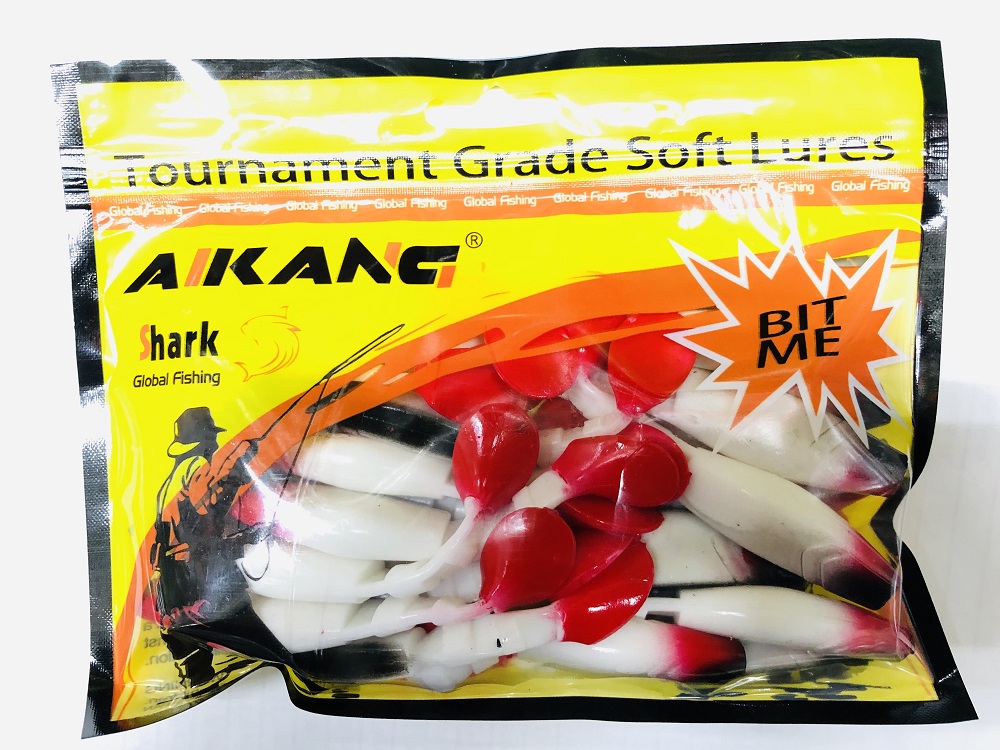 Tournament Grade Soft Lures
Global Fishing Global Fishing Global Fishing Global Fishing Global Fishing Global Fishing Global Fishing Global Fishing Global Fishing
AIKANG®
Shark
Global Fishing
BIT
ME